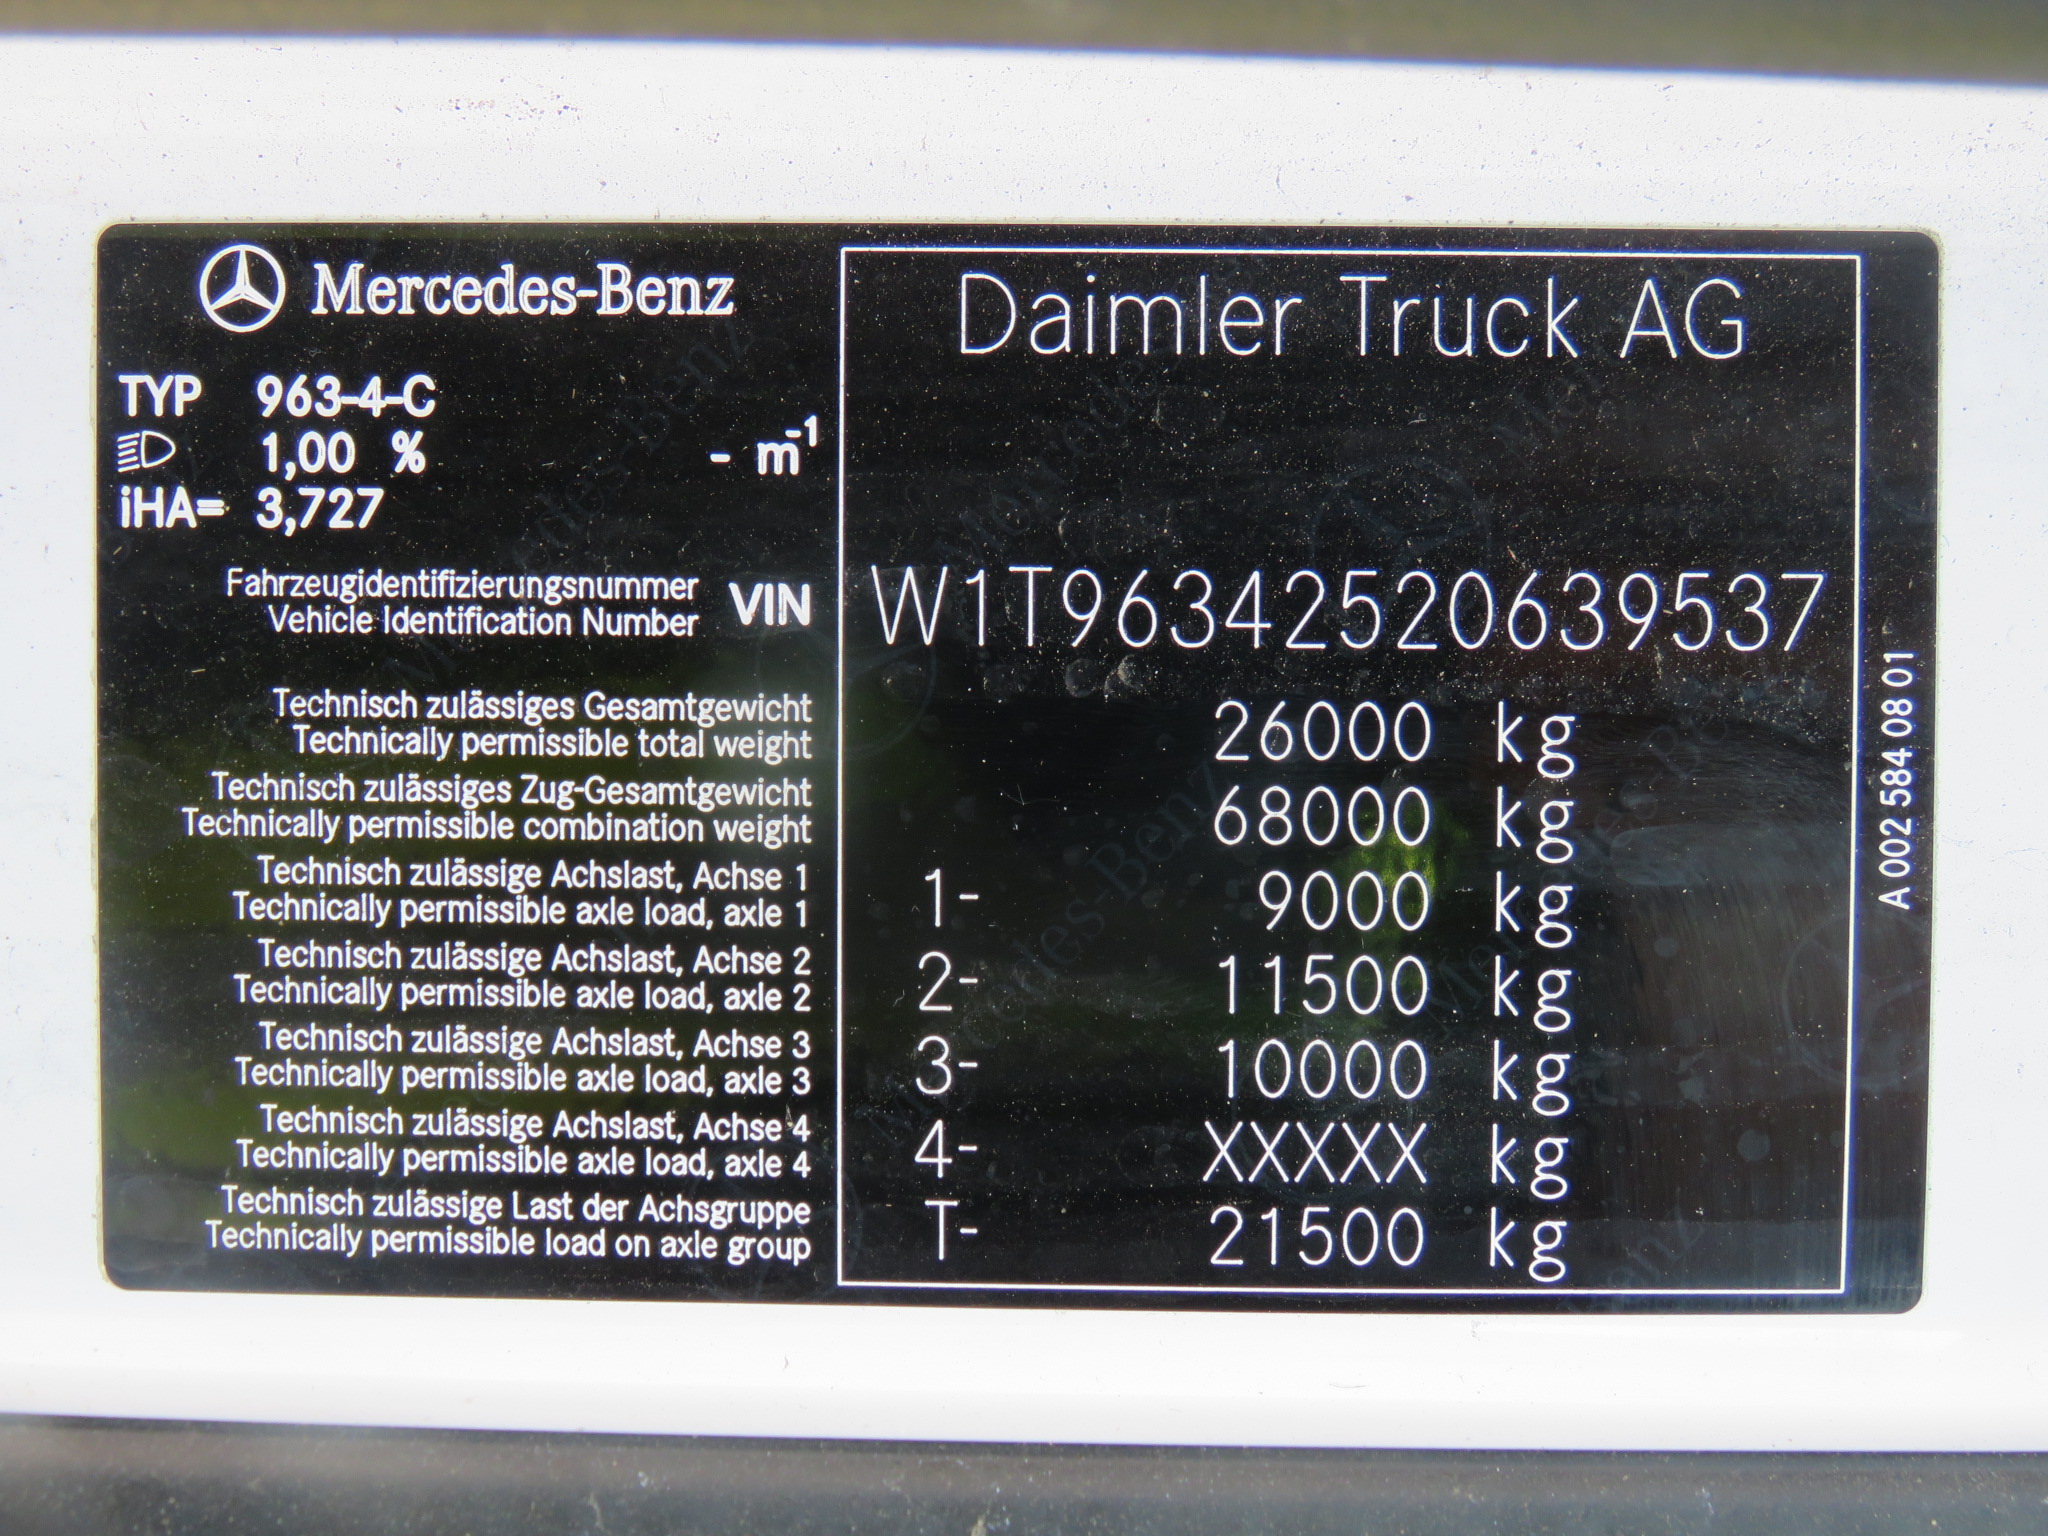 Mercedes-Benz
Daimler Truck AG
TYP 963-4-C
1,00 % - m-1
iHA= 3,727
Fahrzeugidentifizierungsnummer
Vehicle Identification Number
VIN W1T96342520639537
Technisch zulässiges Gesamtgewicht
Technically permissible total weight
26000 kg
Technisch zulässiges Zug-Gesamtgewicht
Technically permissible combination weight
68000 kg
Technisch zulässige Achslast, Achse 1
Technically permissible axle load, axle 1
1- 9000 kg
Technisch zulässige Achslast, Achse 2
Technically permissible axle load, axle 2
2- 11500 kg
Technisch zulässige Achslast, Achse 3
Technically permissible axle load, axle 3
3- 10000 kg
Technisch zulässige Achslast, Achse 4
Technically permissible axle load, axle 4
4- XXXXX kg
Technisch zulässige Last der Achsgruppe
Technically permissible load on axle group
T- 21500 kg
A 002 584 08 01